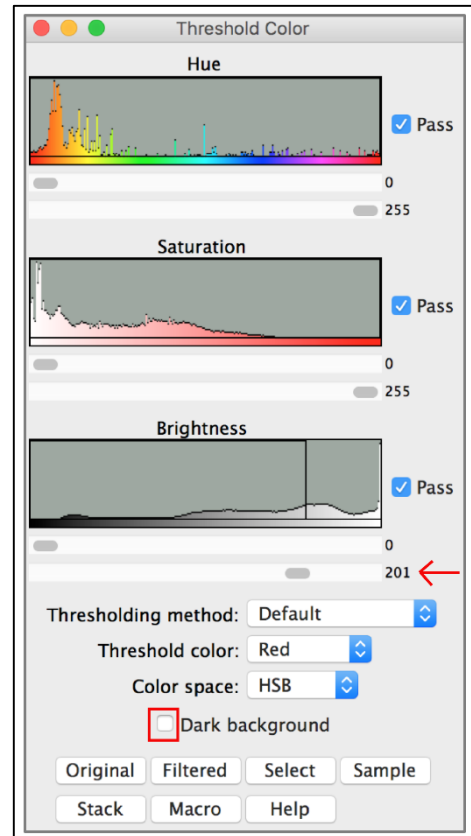 Threshold Color
Hue
Pass
0
255
Saturation
Pass
0
255
Brightness
Pass
0
201
Thresholding method: Default
Threshold color: Red
Color space: HSB
Dark background
Original Filtered Select Sample
Stack Macro Help